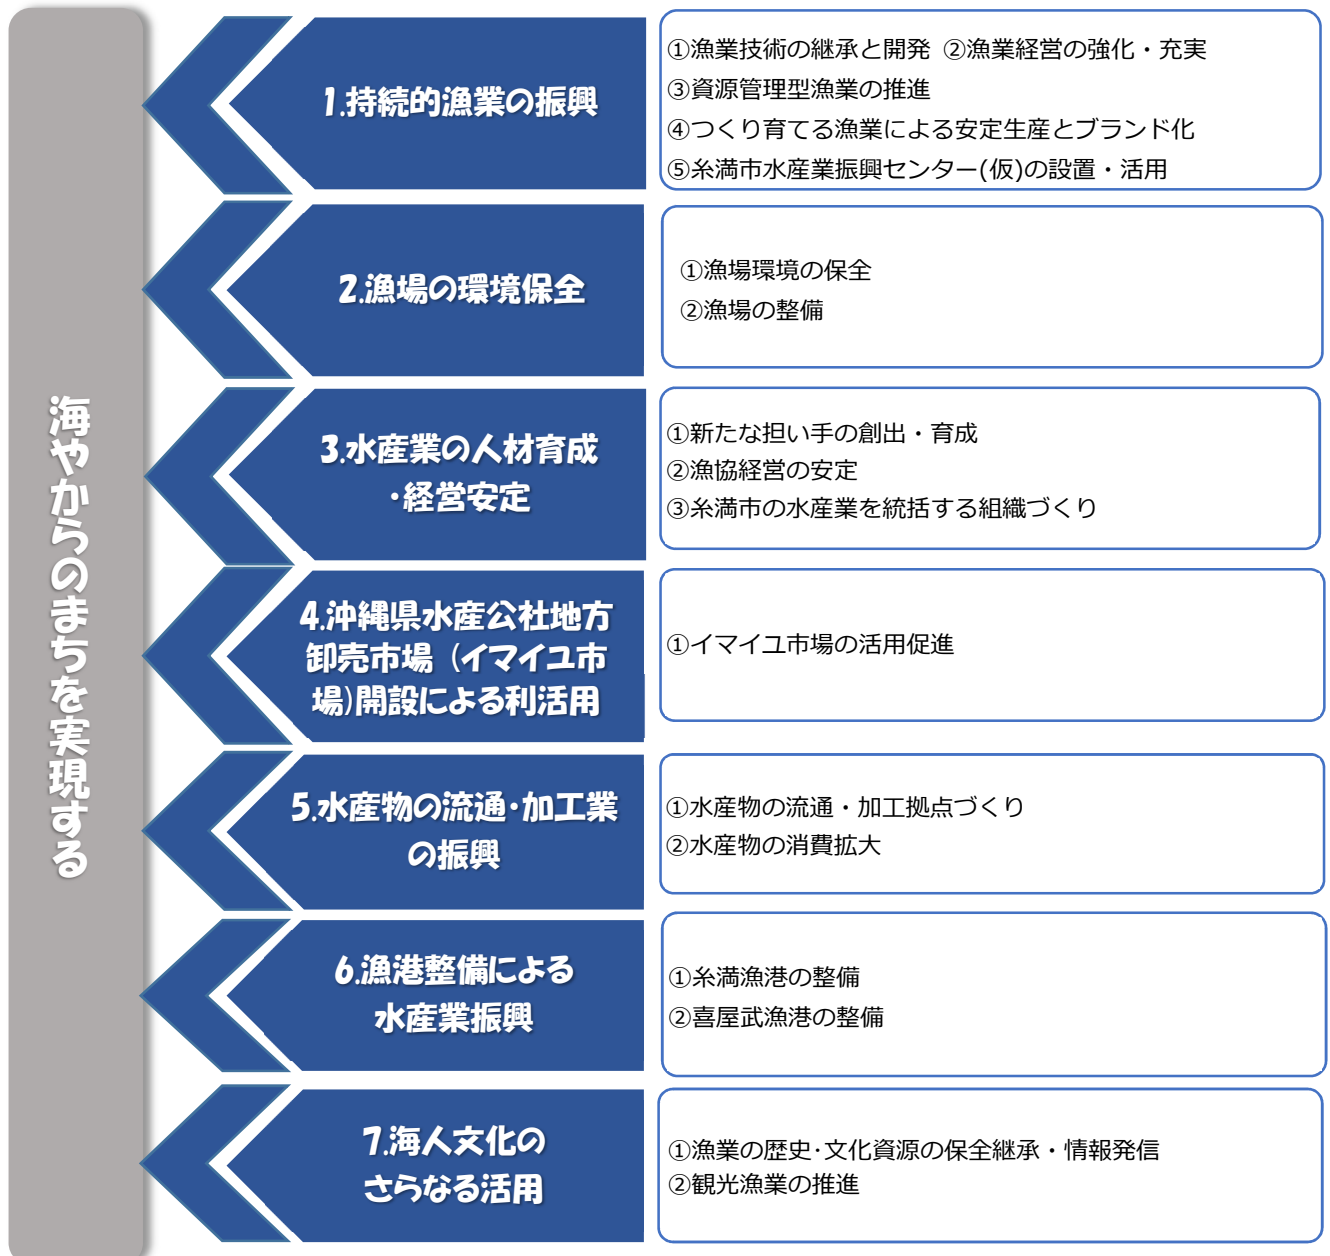 海やからのまちを実現する
1.持続的漁業の振興
①漁業技術の継承と開発 ②漁業経営の強化・充実
③資源管理型漁業の推進
④つくり育てる漁業による安定生産とブランド化
⑤糸満市水産業振興センター(仮)の設置・活用
2.漁場の環境保全
①漁場環境の保全
②漁場の整備
3.水産業の人材育成
・経営安定
①新たな担い手の創出・育成
②漁協経営の安定
③糸満市の水産業を統括する組織づくり
4.沖縄県水産公社地方
卸売市場（イマイユ市
場)開設による利活用
①イマイユ市場の活用促進
5.水産物の流通・加工業
の振興
①水産物の流通・加工拠点づくり
②水産物の消費拡大
6.漁港整備による
水産業振興
①糸満漁港の整備
②喜屋武漁港の整備
7.海人文化の
さらなる活用
①漁業の歴史･文化資源の保全継承・情報発信
②観光漁業の推進